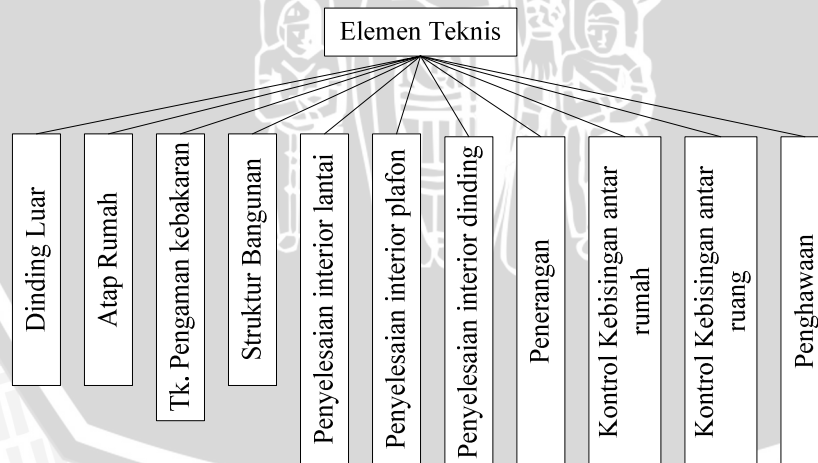 Elemen Teknis
Dinding Luar
Atap Rumah
Tk. Pengaman kebakaran
Struktur Bangunan
Penyelesaian interior lantai
Penyelesaian interior plafon
Penyelesaian interior dinding
Penerangan
Kontrol Kebisingan antar
rumah
Kontrol Kebisingan antar
ruang
Penghawaan